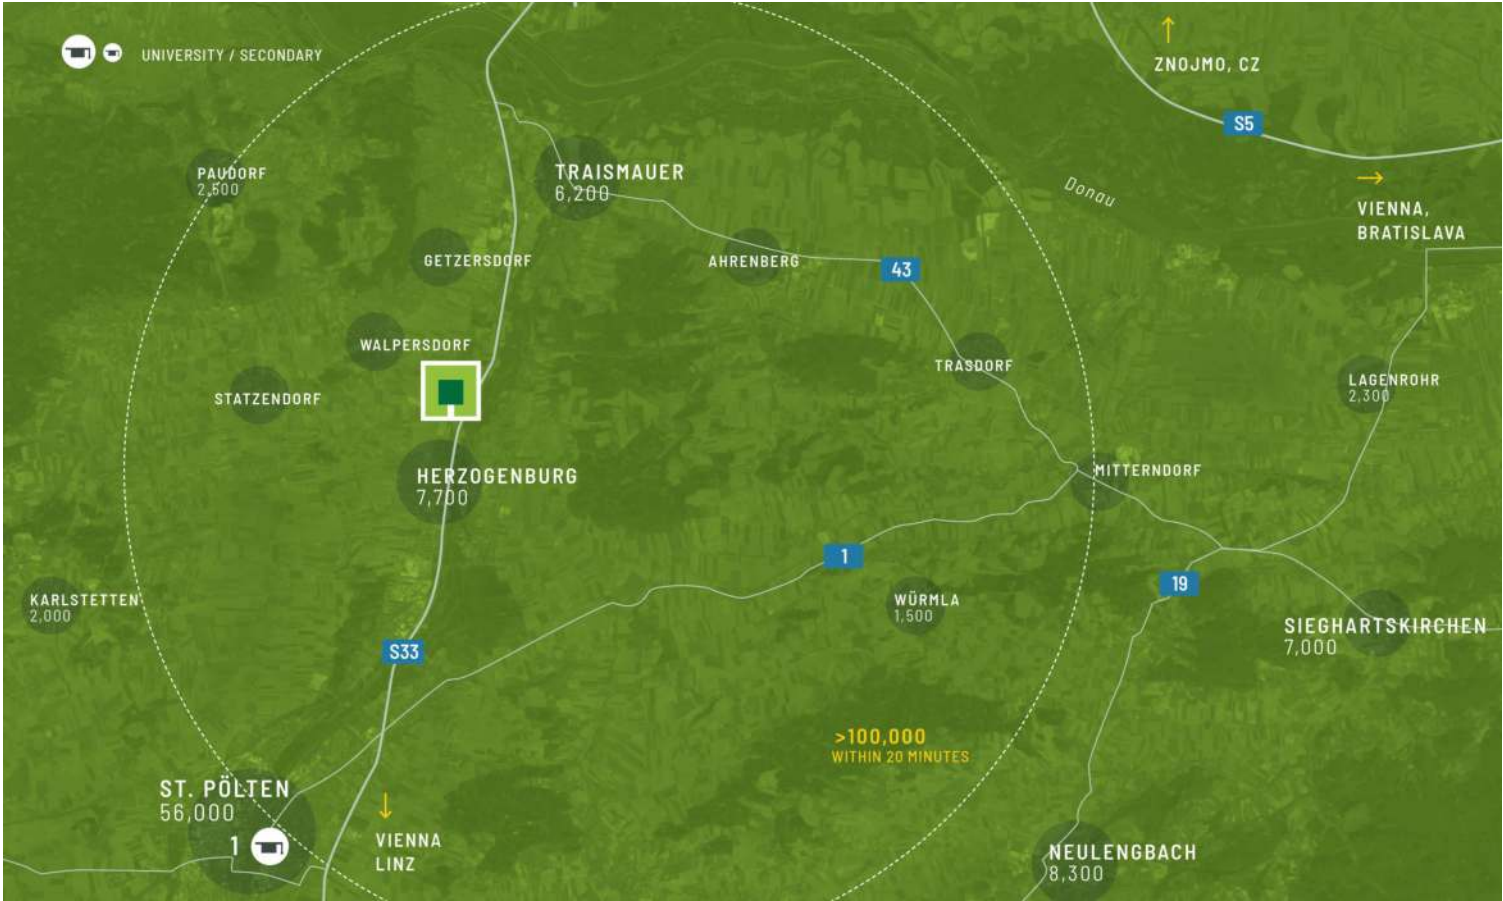 UNIVERSITY / SECONDARY
ZNOJMO, CZ
S5
PAUDORF
2,500
TRAISMAUER
6,200
Donau
VIENNA,
BRATISLAVA
GETZERSDORF
AHRENBERG
43
WALPERSDORF
TRASDORF
STATZENDORF
LAGENROHR
2,300
HERZOGENBURG
7,700
MITTERNDORF
1
19
KARLSTETTEN
2,000
WÜRMLA
1,500
SIEGHARTSKIRCHEN
7,000
S33
>100,000
WITHIN 20 MINUTES
ST. PÖLTEN
56,000
1
VIENNA
LINZ
NEULENGBACH
8,300